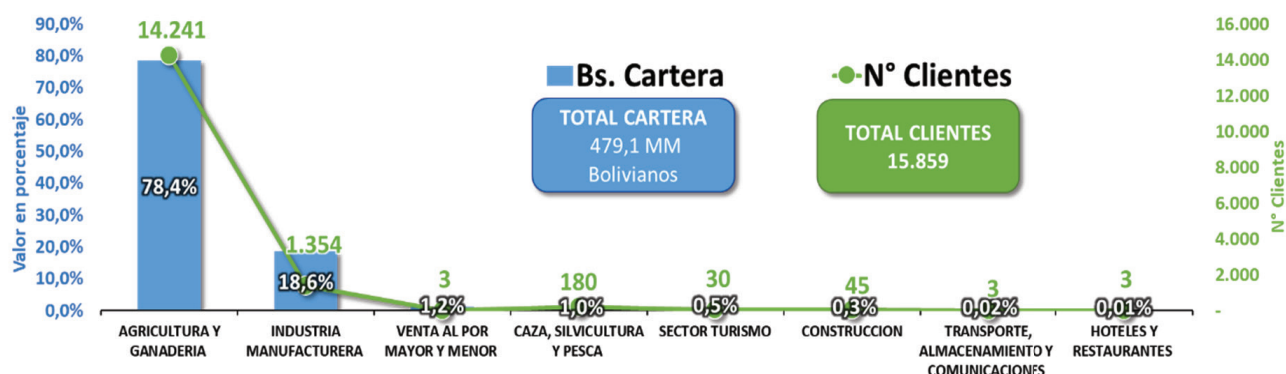 90,0%
80,0%
70,0%
60,0%
50,0%
40,0%
30,0%
20,0%
10,0%
0,0%
Valor en porcentaje
14.241
1.354
3
180
30
45
3
3
78,4%
18,6%
1,2%
1,0%
0,5%
0,3%
0,02%
0,01%
Bs. Cartera
N° Clientes
TOTAL CARTERA
479,1 MM
Bolivianos
TOTAL CLIENTES
15.859
16.000
14.000
12.000
10.000
8.000
6.000
4.000
2.000
-
N° Clientes
AGRICULTURA Y
GANADERIA
INDUSTRIA
MANUFACTURERA
VENTA AL POR
MAYOR Y MENOR
CAZA, SILVICULTURA
Y PESCA
SECTOR TURISMO
CONSTRUCCION
TRANSPORTE,
ALMACENAMIENTO Y
COMUNICACIONES
HOTELES Y
RESTAURANTES